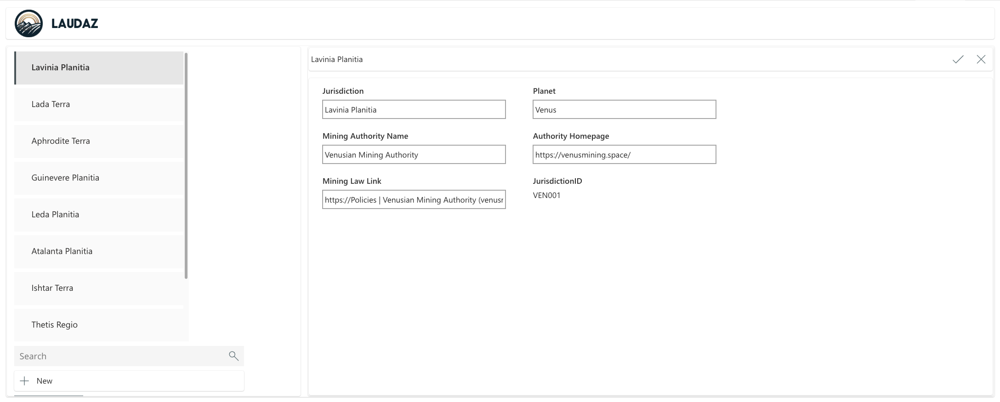 LAUDAZ
Lavinia Planitia
Lada Terra
Aphrodite Terra
Guinevere Planitia
Leda Planitia
Atalanta Planitia
Ishtar Terra
Thetis Regio
Search
New
Lavinia Planitia
Jurisdiction
Lavinia Planitia
Planet
Venus
Mining Authority Name
Venusian Mining Authority
Authority Homepage
https://venusmining.space/
Mining Law Link
https://Policies | Venusian Mining Authority
JurisdictionID
VEN001